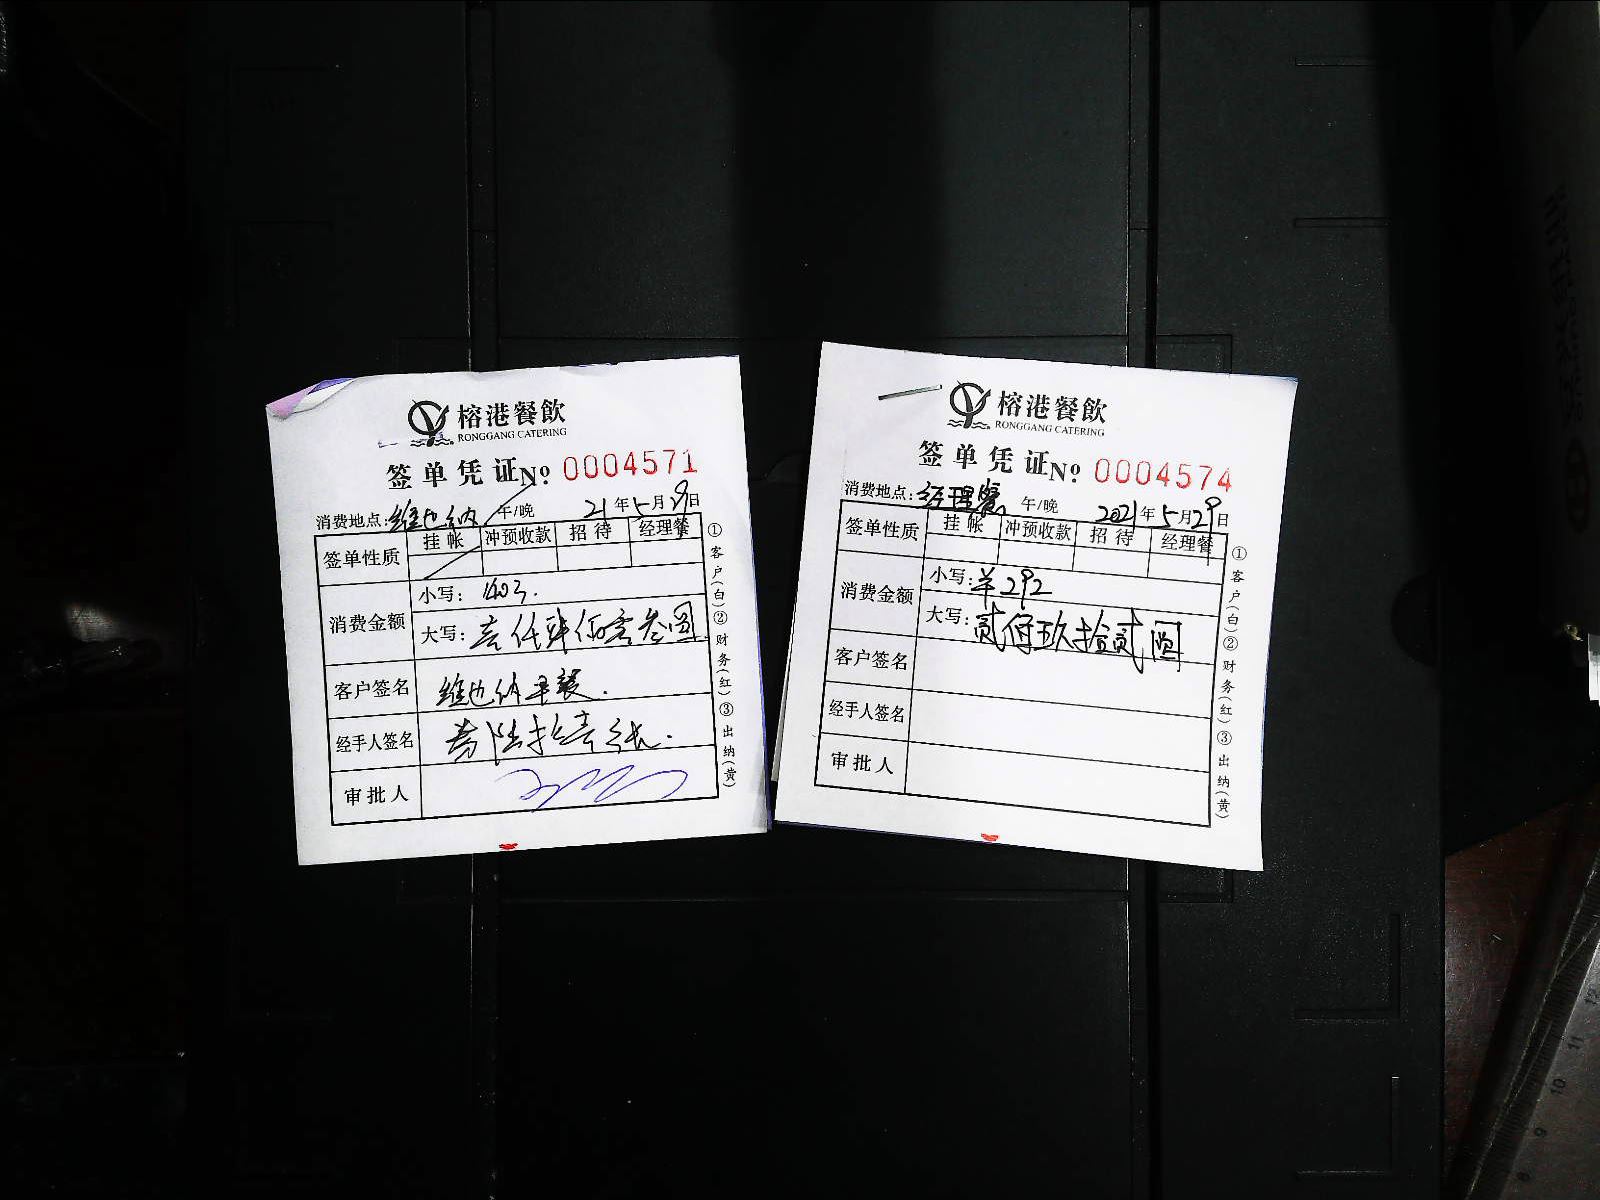 榕港餐飲
RONGGANG CATERING
签单凭证 № 0004571
消费地点: 维也纳 午/晚 21年5月29日
签单性质 挂帐 冲预收款 招待 经理餐
消费金额 小写:
大写: 壹仟 佰零叁圆
客户签名 维也纳
经手人签名
审批人
①客户(白)②财务(红)③出纳(黄)
榕港餐飲
RONGGANG CATERING
签单凭证 № 0004574
消费地点: 经理餐 午/晚 2021年5月29日
签单性质 挂帐 冲预收款 招待 经理餐
消费金额 小写: ¥292
大写: 贰佰玖拾贰圆
客户签名
经手人签名
审批人
①客户(白)②财务(红)③出纳(黄)
12
11
10
9